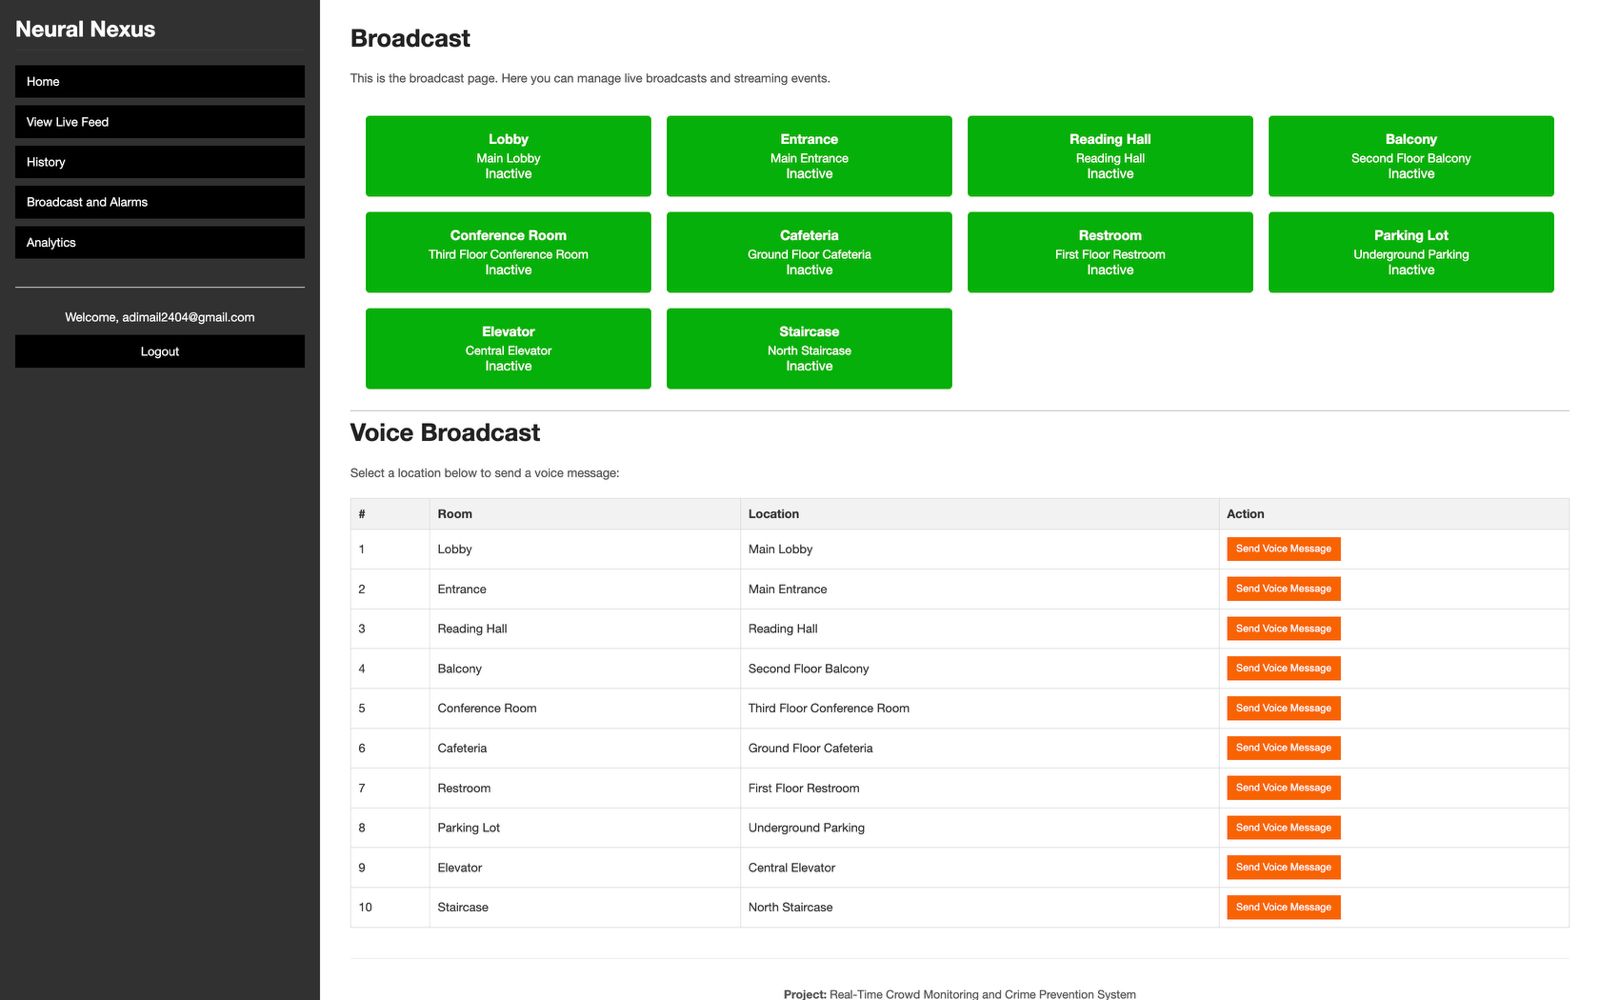 Neural Nexus
Home
View Live Feed
History
Broadcast and Alarms
Analytics
Welcome, adimail2404@gmail.com
Logout
Broadcast
This is the broadcast page. Here you can manage live broadcasts and streaming events.
Lobby
Main Lobby
Inactive
Entrance
Main Entrance
Inactive
Reading Hall
Reading Hall
Inactive
Balcony
Second Floor Balcony
Inactive
Conference Room
Third Floor Conference Room
Inactive
Cafeteria
Ground Floor Cafeteria
Inactive
Restroom
First Floor Restroom
Inactive
Parking Lot
Underground Parking
Inactive
Elevator
Central Elevator
Inactive
Staircase
North Staircase
Inactive
Voice Broadcast
Select a location below to send a voice message:
# Room Location Action
1 Lobby Main Lobby Send Voice Message
2 Entrance Main Entrance Send Voice Message
3 Reading Hall Reading Hall Send Voice Message
4 Balcony Second Floor Balcony Send Voice Message
5 Conference Room Third Floor Conference Room Send Voice Message
6 Cafeteria Ground Floor Cafeteria Send Voice Message
7 Restroom First Floor Restroom Send Voice Message
8 Parking Lot Underground Parking Send Voice Message
9 Elevator Central Elevator Send Voice Message
10 Staircase North Staircase Send Voice Message
Project: Real-Time Crowd Monitoring and Crime Prevention System